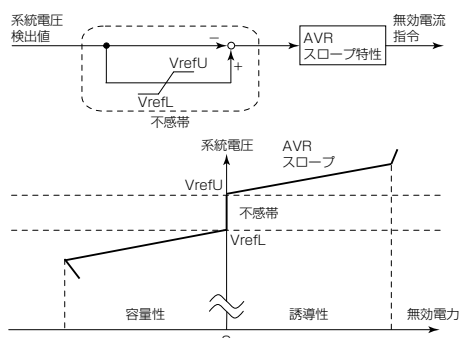 系統電圧
検出値
VrefU
VrefL
不感帯
−
+
AVR
スロープ特性
無効電流
指令
系統電圧
AVR
スロープ
VrefU
不感帯
VrefL
容量性
誘導性
無効電力